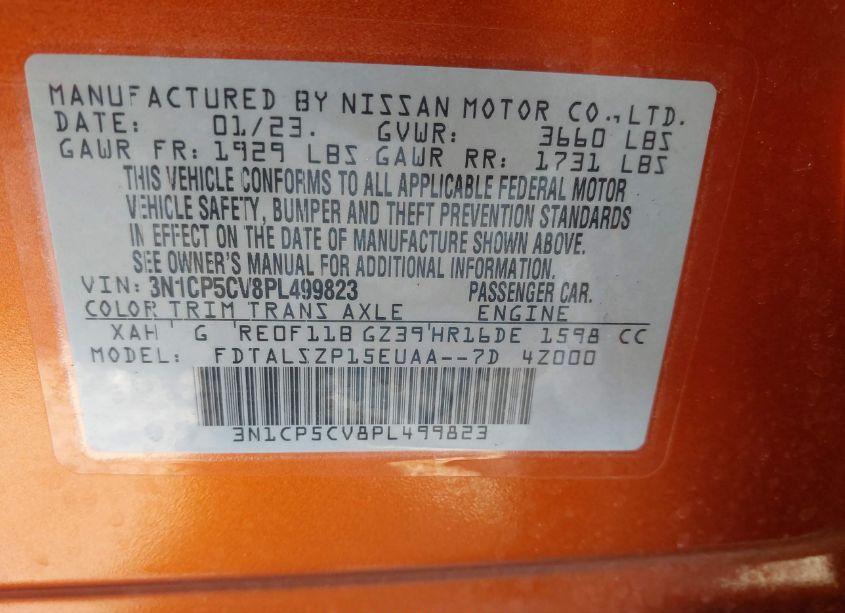 MANUFACTURED BY NISSAN MOTOR CO., LTD.
DATE: 01/23. GVWR: 3660 LBS
GAWR FR: 1929 LBS GAWR RR: 1731 LBS
THIS VEHICLE CONFORMS TO ALL APPLICABLE FEDERAL MOTOR
VEHICLE SAFETY, BUMPER AND THEFT PREVENTION STANDARDS
IN EFFECT ON THE DATE OF MANUFACTURE SHOWN ABOVE.
SEE OWNER'S MANUAL FOR ADDITIONAL INFORMATION.
VIN: 3N1CP5CV8PL499823 PASSENGER CAR.
COLOR TRIM TRANS AXLE ENGINE
XAH G RE0F11B GZ39 HR16DE 1598 CC
MODEL: FDTALSZP15EUAA--7D 4Z000
3N1CP5CV8PL499823